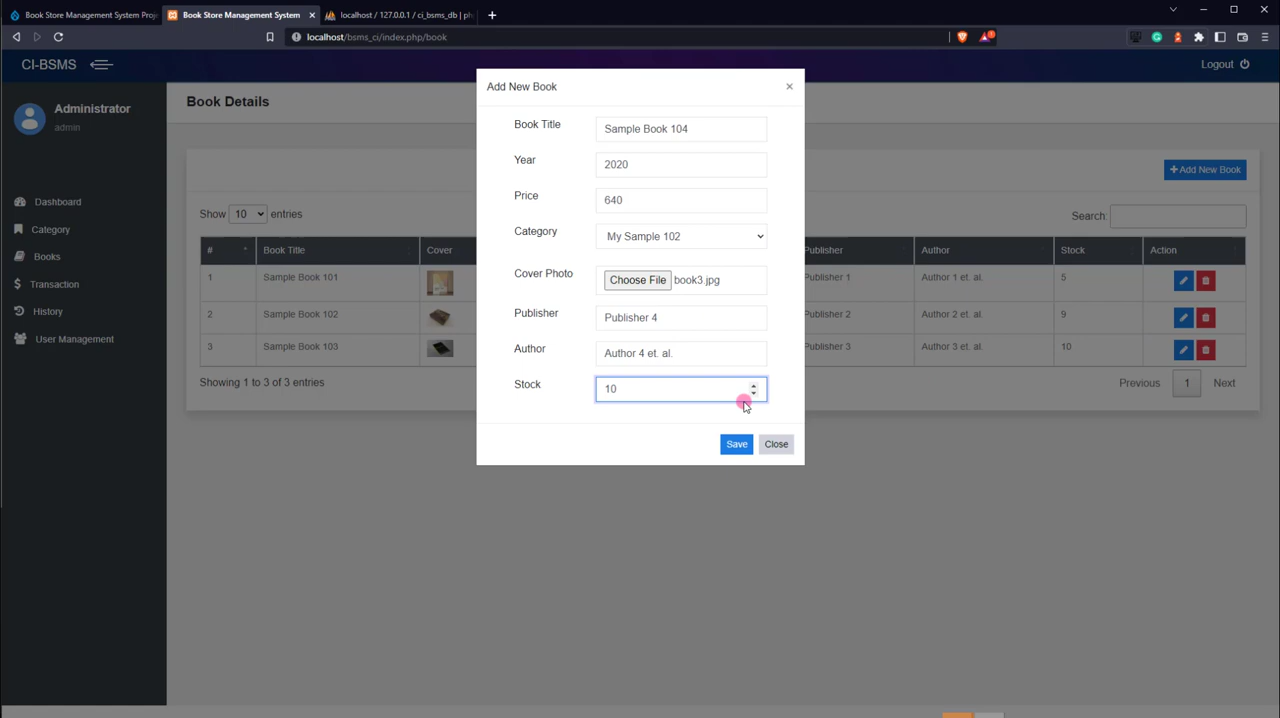 Book Store Management System Proj
Book Store Management System
localhost / 127.0.0.1 / ci_bsms_db | ph
localhost/bsms_ci/index.php/book
CI-BSMS
Logout
Administrator
admin
Dashboard
Category
Books
Transaction
History
User Management
Book Details
Add New Book
Show 10 entries
Search:
# Book Title Cover Publisher Author Stock Action
1 Sample Book 101 Publisher 1 Author 1 et. al. 5
2 Sample Book 102 Publisher 2 Author 2 et. al. 9
3 Sample Book 103 Publisher 3 Author 3 et. al. 10
Showing 1 to 3 of 3 entries
Previous 1 Next
Add New Book ×
Book Title Sample Book 104
Year 2020
Price 640
Category My Sample 102
Cover Photo Choose File book3.jpg
Publisher Publisher 4
Author Author 4 et. al.
Stock 10
Save Close